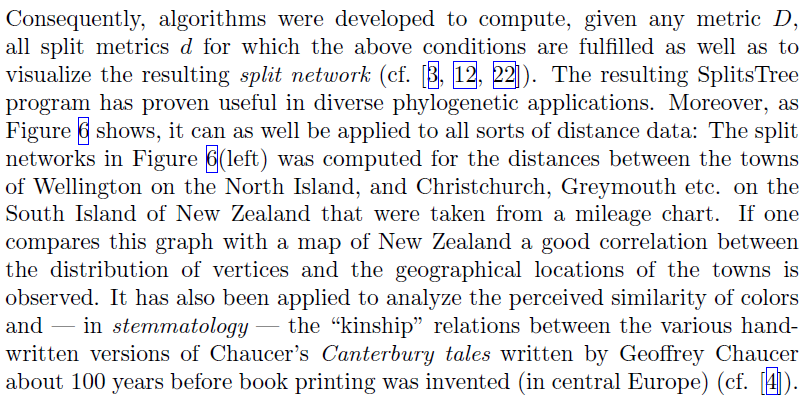 Consequently, algorithms were developed to compute, given any metric D,
all split metrics d for which the above conditions are fulfilled as well as to
visualize the resulting split network (cf. [3, 12, 22]). The resulting SplitsTree
program has proven useful in diverse phylogenetic applications. Moreover, as
Figure 6 shows, it can as well be applied to all sorts of distance data: The split
networks in Figure 6(left) was computed for the distances between the towns
of Wellington on the North Island, and Christchurch, Greymouth etc. on the
South Island of New Zealand that were taken from a mileage chart. If one
compares this graph with a map of New Zealand a good correlation between
the distribution of vertices and the geographical locations of the towns is
observed. It has also been applied to analyze the perceived similarity of colors
and — in stemmatology — the “kinship” relations between the various hand-
written versions of Chaucer’s Canterbury tales written by Geoffrey Chaucer
about 100 years before book printing was invented (in central Europe) (cf. [4]).